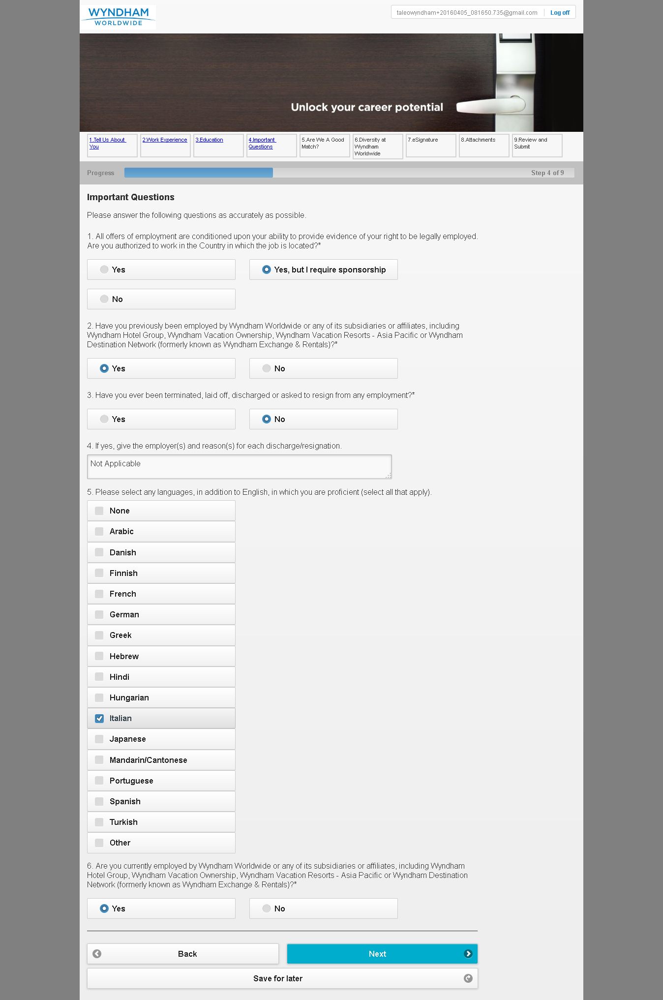 WYNDHAM
WORLDWIDE
taleowyndham+20160405_081650.735@gmail.com
Log off
Unlock your career potential
1.Tell Us About
You
2.Work Experience
3.Education
4.Important
Questions
5.Are We A Good
Match?
6.Diversity at
Wyndham
Worldwide
7.eSignature
8.Attachments
9.Review and
Submit
Progress
Step 4 of 9
Important Questions
Please answer the following questions as accurately as possible.
1. All offers of employment are conditioned upon your ability to provide evidence of your right to be legally employed.
Are you authorized to work in the Country in which the job is located?*
Yes
Yes, but I require sponsorship
No
2. Have you previously been employed by Wyndham Worldwide or any of its subsidiaries or affiliates, including
Wyndham Hotel Group, Wyndham Vacation Ownership, Wyndham Vacation Resorts - Asia Pacific or Wyndham
Destination Network (formerly known as Wyndham Exchange & Rentals)?*
Yes
No
3. Have you ever been terminated, laid off, discharged or asked to resign from any employment?*
Yes
No
4. If yes, give the employer(s) and reason(s) for each discharge/resignation.
Not Applicable
5. Please select any languages, in addition to English, in which you are proficient (select all that apply).
None
Arabic
Danish
Finnish
French
German
Greek
Hebrew
Hindi
Hungarian
Italian
Japanese
Mandarin/Cantonese
Portuguese
Spanish
Turkish
Other
6. Are you currently employed by Wyndham Worldwide or any of its subsidiaries or affiliates, including Wyndham
Hotel Group, Wyndham Vacation Ownership, Wyndham Vacation Resorts - Asia Pacific or Wyndham Destination
Network (formerly known as Wyndham Exchange & Rentals)?*
Yes
No
Back
Next
Save for later